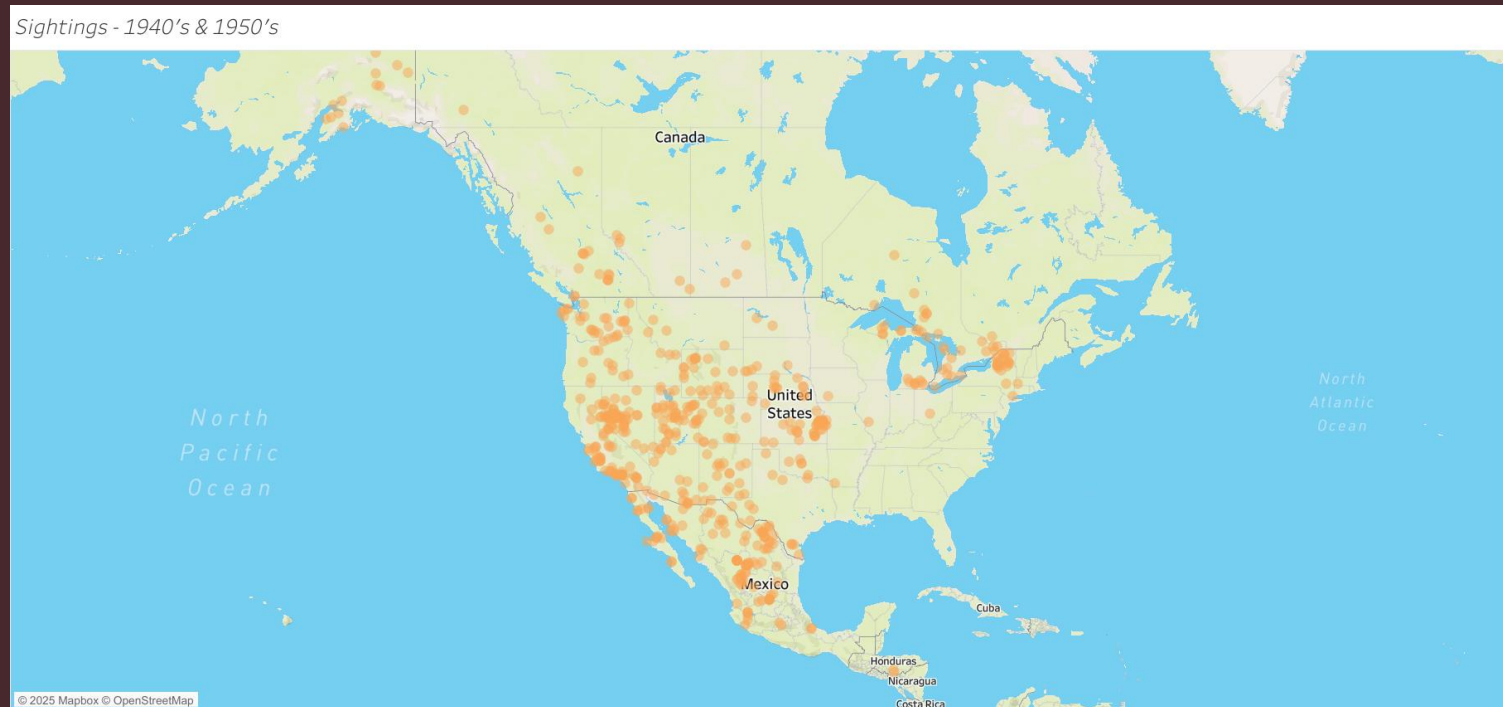 Sightings - 1940's & 1950's
Canada
United
States
North
Pacific
Ocean
North
Atlantic
Ocean
Mexico
Cuba
Honduras
Nicaragua
Costa Rica
© 2025 Mapbox © OpenStreetMap